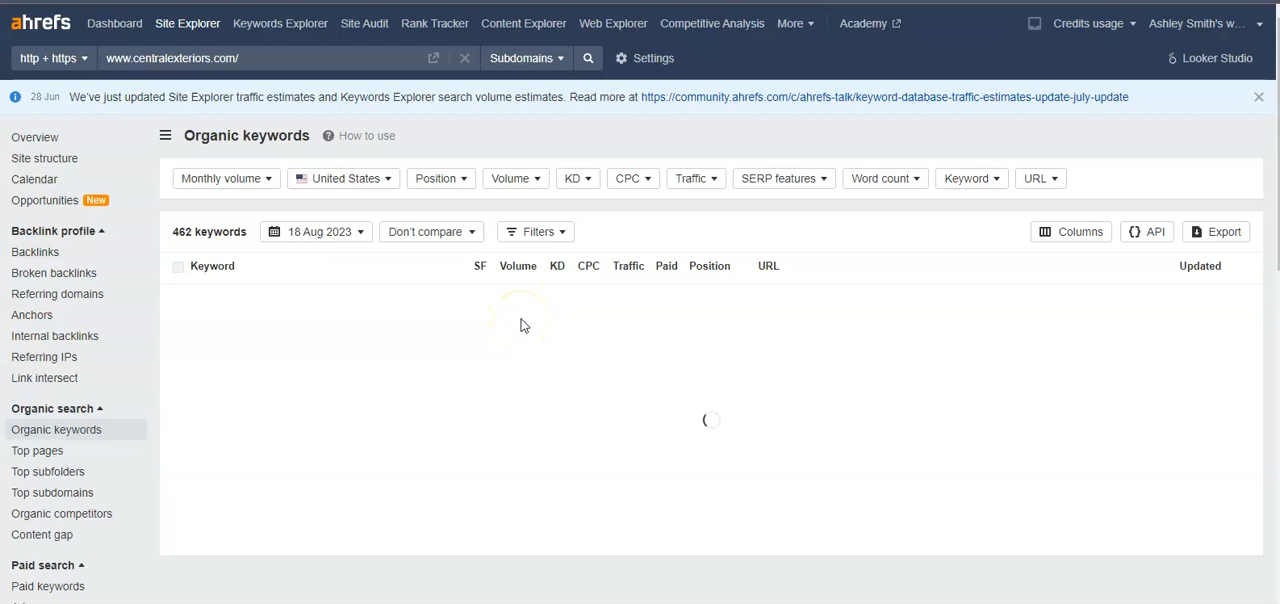 ahrefs Dashboard Site Explorer Keywords Explorer Site Audit Rank Tracker Content Explorer Web Explorer Competitive Analysis More Academy Credits usage Ashley Smith's w...
http + https www.centralexteriors.com/ Subdomains Settings Looker Studio
28 Jun We've just updated Site Explorer traffic estimates and Keywords Explorer search volume estimates. Read more at https://community.ahrefs.com/c/ahrefs-talk/keyword-database-traffic-estimates-update-july-update
Overview
Site structure
Calendar
Opportunities New
Backlink profile
Backlinks
Broken backlinks
Referring domains
Anchors
Internal backlinks
Referring IPs
Link intersect
Organic search
Organic keywords
Top pages
Top subfolders
Top subdomains
Organic competitors
Content gap
Paid search
Paid keywords
Organic keywords ? How to use
Monthly volume United States Position Volume KD CPC Traffic SERP features Word count Keyword URL
462 keywords 18 Aug 2023 Don't compare Filters Columns {} API Export
Keyword SF Volume KD CPC Traffic Paid Position URL Updated